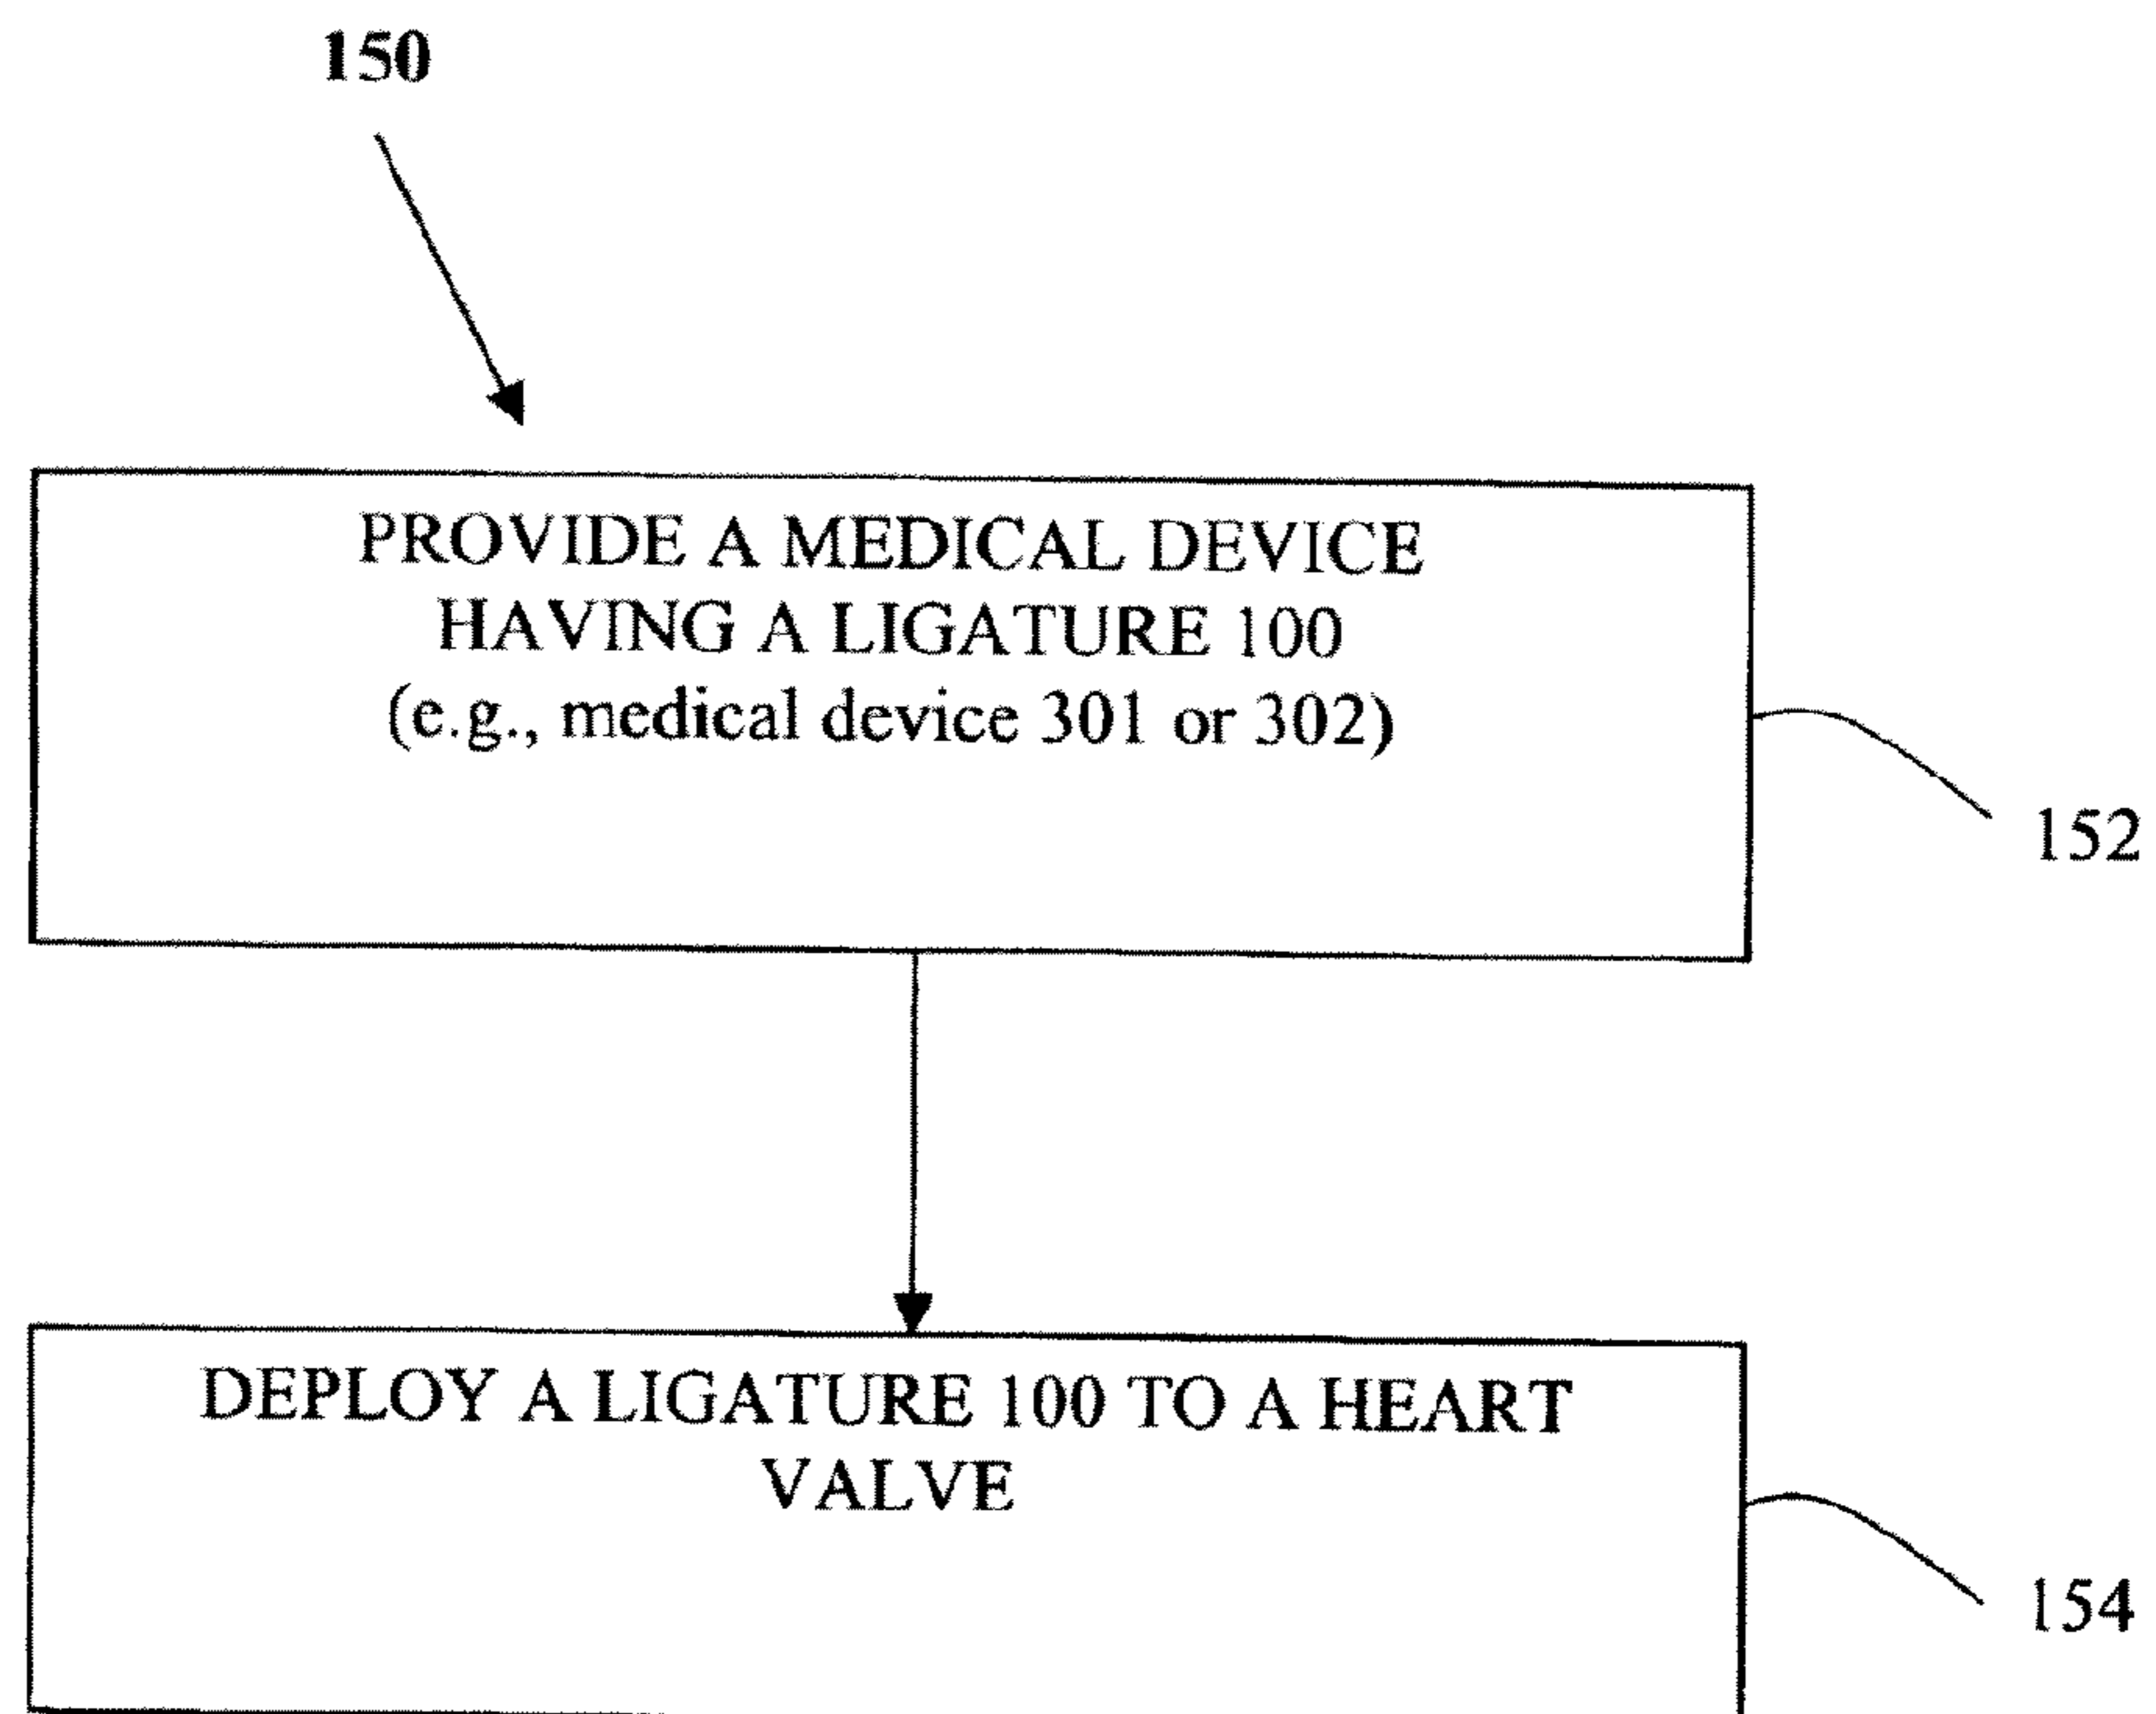 150
PROVIDE A MEDICAL DEVICE
HAVING A LIGATURE 100
(e.g., medical device 301 or 302)
152
DEPLOY A LIGATURE 100 TO A HEART
VALVE
154